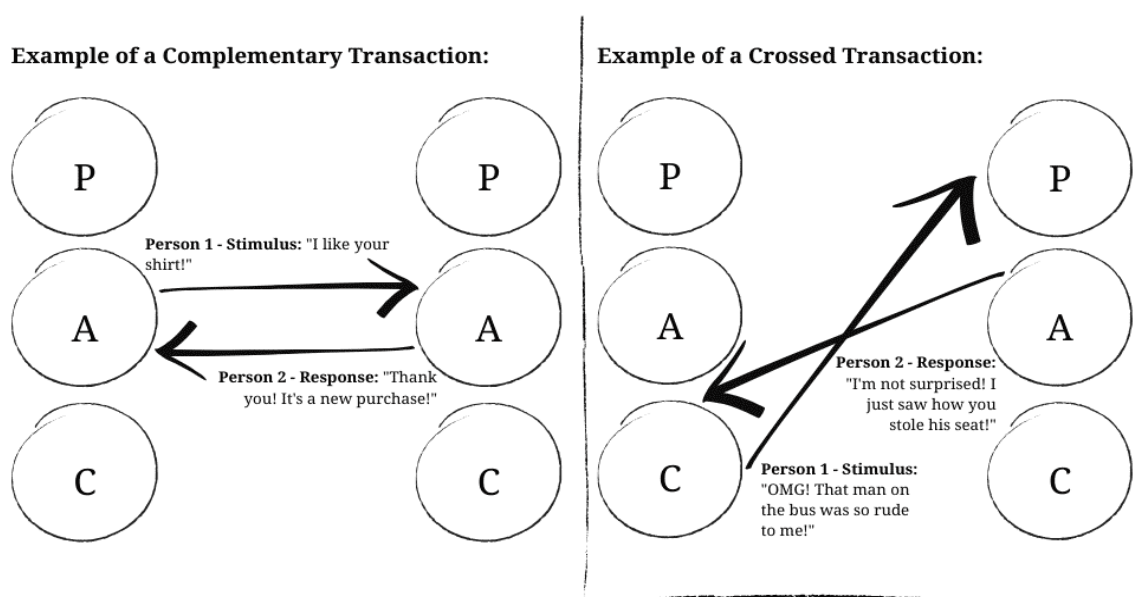 Example of a Complementary Transaction:
P
P
Person 1 - Stimulus: "I like your
shirt!"
A
A
Person 2 - Response: "Thank
you! It's a new purchase!"
C
C
Example of a Crossed Transaction:
P
P
A
A
Person 2 - Response:
"I'm not surprised! I
just saw how you
stole his seat!"
C
C
Person 1 - Stimulus:
"OMG! That man on
the bus was so rude
to me!"